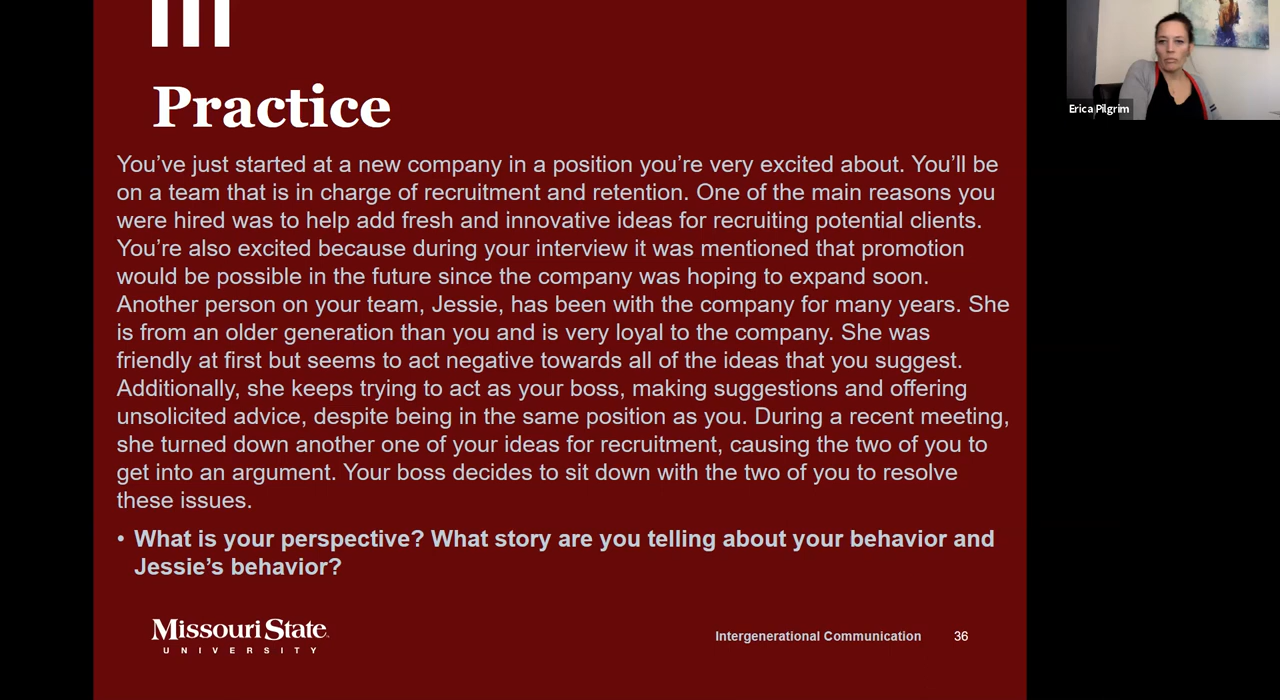 Practice
You’ve just started at a new company in a position you’re very excited about. You’ll be
on a team that is in charge of recruitment and retention. One of the main reasons you
were hired was to help add fresh and innovative ideas for recruiting potential clients.
You’re also excited because during your interview it was mentioned that promotion
would be possible in the future since the company was hoping to expand soon.
Another person on your team, Jessie, has been with the company for many years. She
is from an older generation than you and is very loyal to the company. She was
friendly at first but seems to act negative towards all of the ideas that you suggest.
Additionally, she keeps trying to act as your boss, making suggestions and offering
unsolicited advice, despite being in the same position as you. During a recent meeting,
she turned down another one of your ideas for recruitment, causing the two of you to
get into an argument. Your boss decides to sit down with the two of you to resolve
these issues.
• What is your perspective? What story are you telling about your behavior and
Jessie’s behavior?
Missouri State
UNIVERSITY
Intergenerational Communication 36
Erica Pilgrim